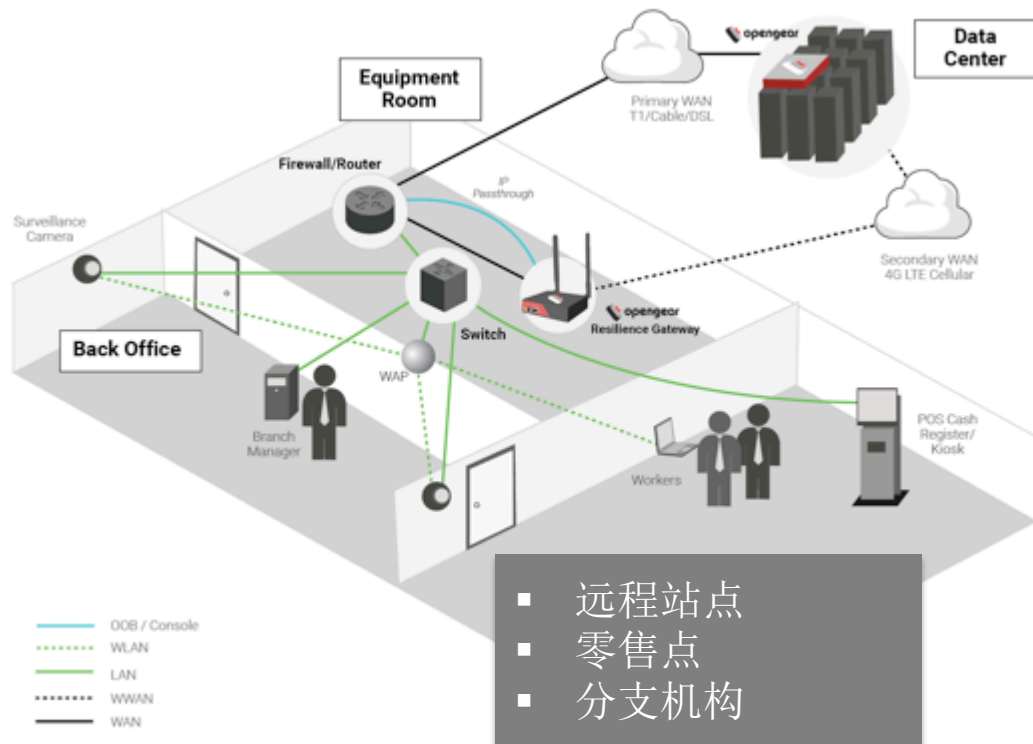 opengear
Data
Center
Equipment
Room
Primary WAN
T1/Cable/DSL
Firewall/Router
IP
Passthrough
Surveillance
Camera
Secondary WAN
4G LTE Cellular
opengear
Resilience Gateway
Switch
Back Office
WAP
Branch
Manager
POS Cash
Register/
Kiosk
Workers
▪ 远程站点
▪ 零售点
▪ 分支机构
OOB / Console
WLAN
LAN
WWAN
WAN